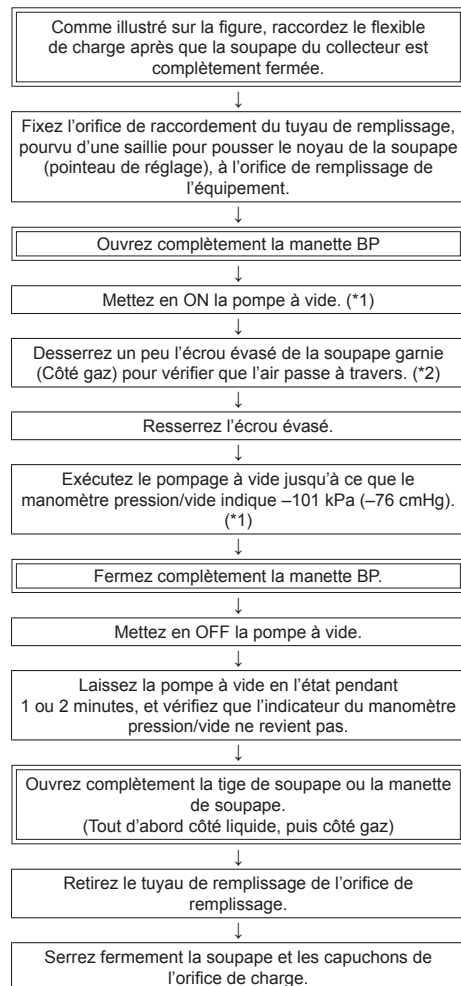 Comme illustré sur la figure, raccordez le flexible
de charge après que la soupape du collecteur est
complètement fermée.
↓
Fixez l’orifice de raccordement du tuyau de remplissage,
pourvu d’une saillie pour pousser le noyau de la soupape
(pointeau de réglage), à l’orifice de remplissage de
l’équipement.
↓
Ouvrez complètement la manette BP
↓
Mettez en ON la pompe à vide. (*1)
↓
Desserrez un peu l’écrou évasé de la soupape garnie
(Côté gaz) pour vérifier que l’air passe à travers. (*2)
↓
Resserrez l’écrou évasé.
↓
Exécutez le pompage à vide jusqu’à ce que le
manomètre pression/vide indique –101 kPa (–76 cmHg).
(*1)
↓
Fermez complètement la manette BP.
↓
Mettez en OFF la pompe à vide.
↓
Laissez la pompe à vide en l’état pendant
1 ou 2 minutes, et vérifiez que l’indicateur du manomètre
pression/vide ne revient pas.
↓
Ouvrez complètement la tige de soupape ou la manette
de soupape.
(Tout d’abord côté liquide, puis côté gaz)
↓
Retirez le tuyau de remplissage de l’orifice de
remplissage.
↓
Serrez fermement la soupape et les capuchons de
l’orifice de charge.